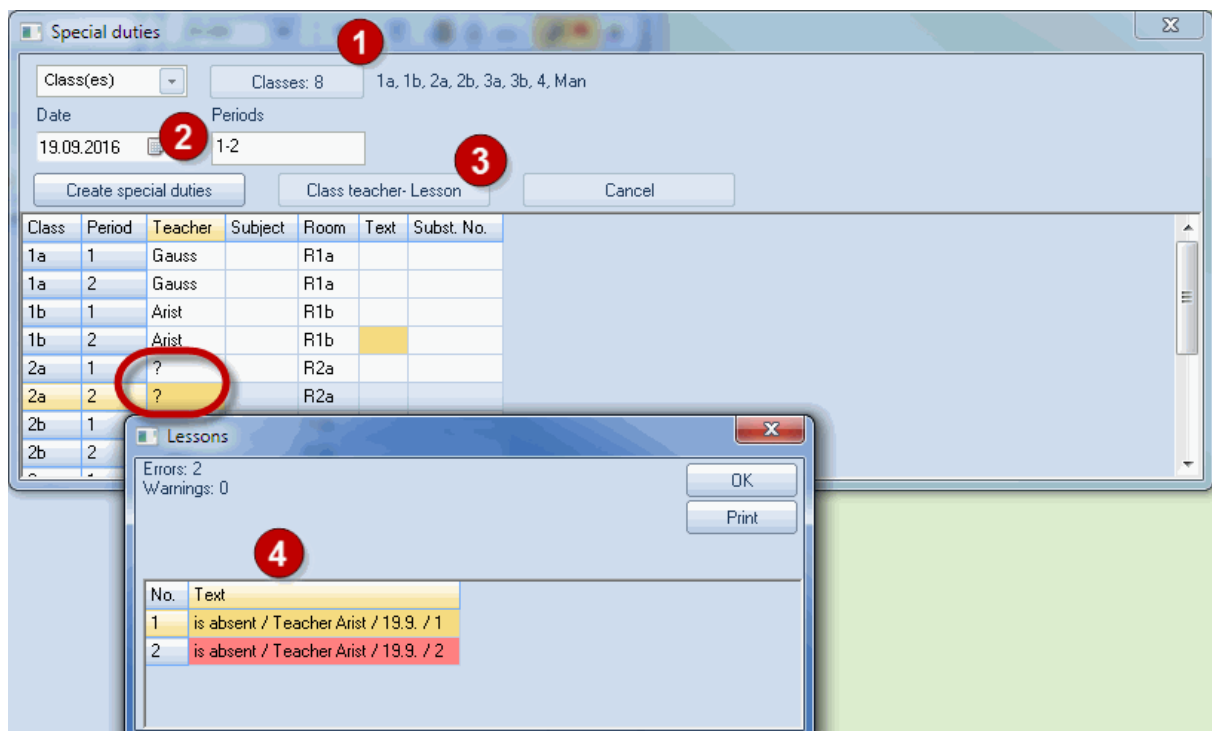 Special duties
1
Class(es) Classes: 8 1a, 1b, 2a, 2b, 3a, 3b, 4, Man
Date Periods
19.09.2016 2 1-2
3
Create special duties Class teacher- Lesson Cancel
Class Period Teacher Subject Room Text Subst. No.
1a 1 Gauss R1a
1a 2 Gauss R1a
1b 1 Arist R1b
1b 2 Arist R1b
2a 1 ? R2a
2a 2 ? R2a
2b 1
2b 2
Lessons
Errors: 2
Warnings: 0
OK
Print
4
No. Text
1 is absent / Teacher Arist / 19.9. / 1
2 is absent / Teacher Arist / 19.9. / 2